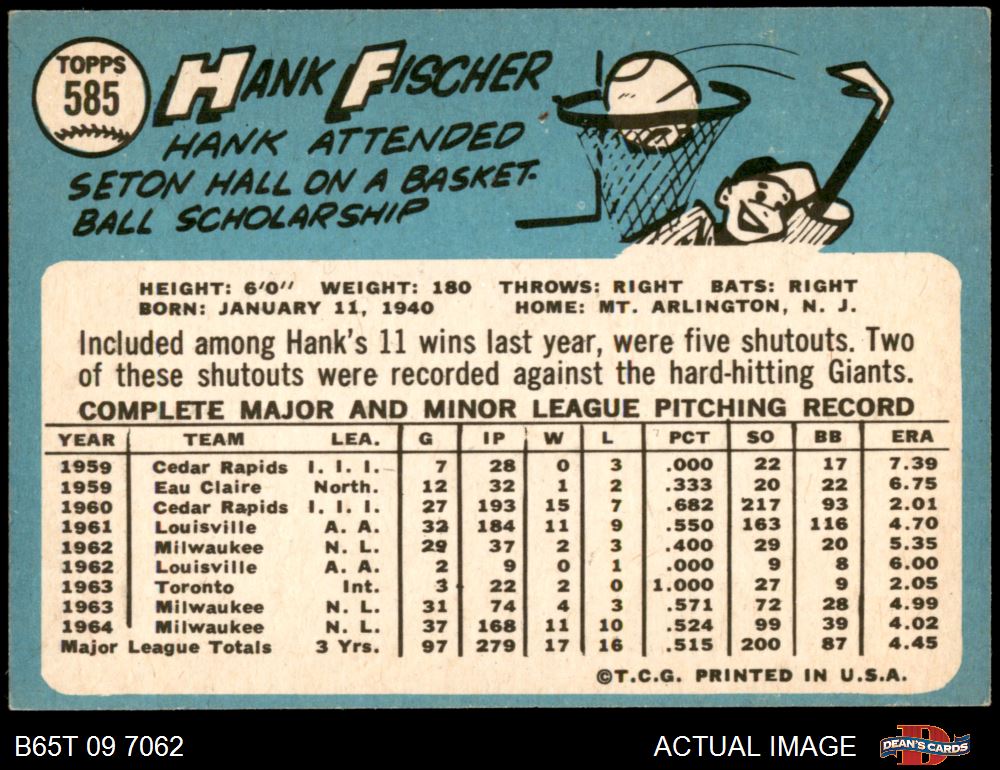 TOPPS
585
HANK FISCHER
HANK ATTENDED
SETON HALL ON A BASKET-
BALL SCHOLARSHIP
HEIGHT: 6'0" WEIGHT: 180 THROWS: RIGHT BATS: RIGHT
BORN: JANUARY 11, 1940 HOME: MT. ARLINGTON, N. J.
Included among Hank's 11 wins last year, were five shutouts. Two
of these shutouts were recorded against the hard-hitting Giants.
COMPLETE MAJOR AND MINOR LEAGUE PITCHING RECORD
YEAR TEAM LEA. G IP W L PCT SO BB ERA
1959 Cedar Rapids I. I. I. 7 28 0 3 .000 22 17 7.39
1959 Eau Claire North. 12 32 1 2 .333 20 22 6.75
1960 Cedar Rapids I. I. I. 27 193 15 7 .682 217 93 2.01
1961 Louisville A. A. 32 184 11 9 .550 163 116 4.70
1962 Milwaukee N. L. 29 37 2 3 .400 29 20 5.35
1962 Louisville A. A. 2 9 0 1 .000 9 8 6.00
1963 Toronto Int. 3 22 2 0 1.000 27 9 2.05
1963 Milwaukee N. L. 31 74 4 3 .571 72 28 4.99
1964 Milwaukee N. L. 37 168 11 10 .524 99 39 4.02
Major League Totals 3 Yrs. 97 279 17 16 .515 200 87 4.45
©T.C.G. PRINTED IN U.S.A.
B65T 09 7062 ACTUAL IMAGE DEAN'S CARDS